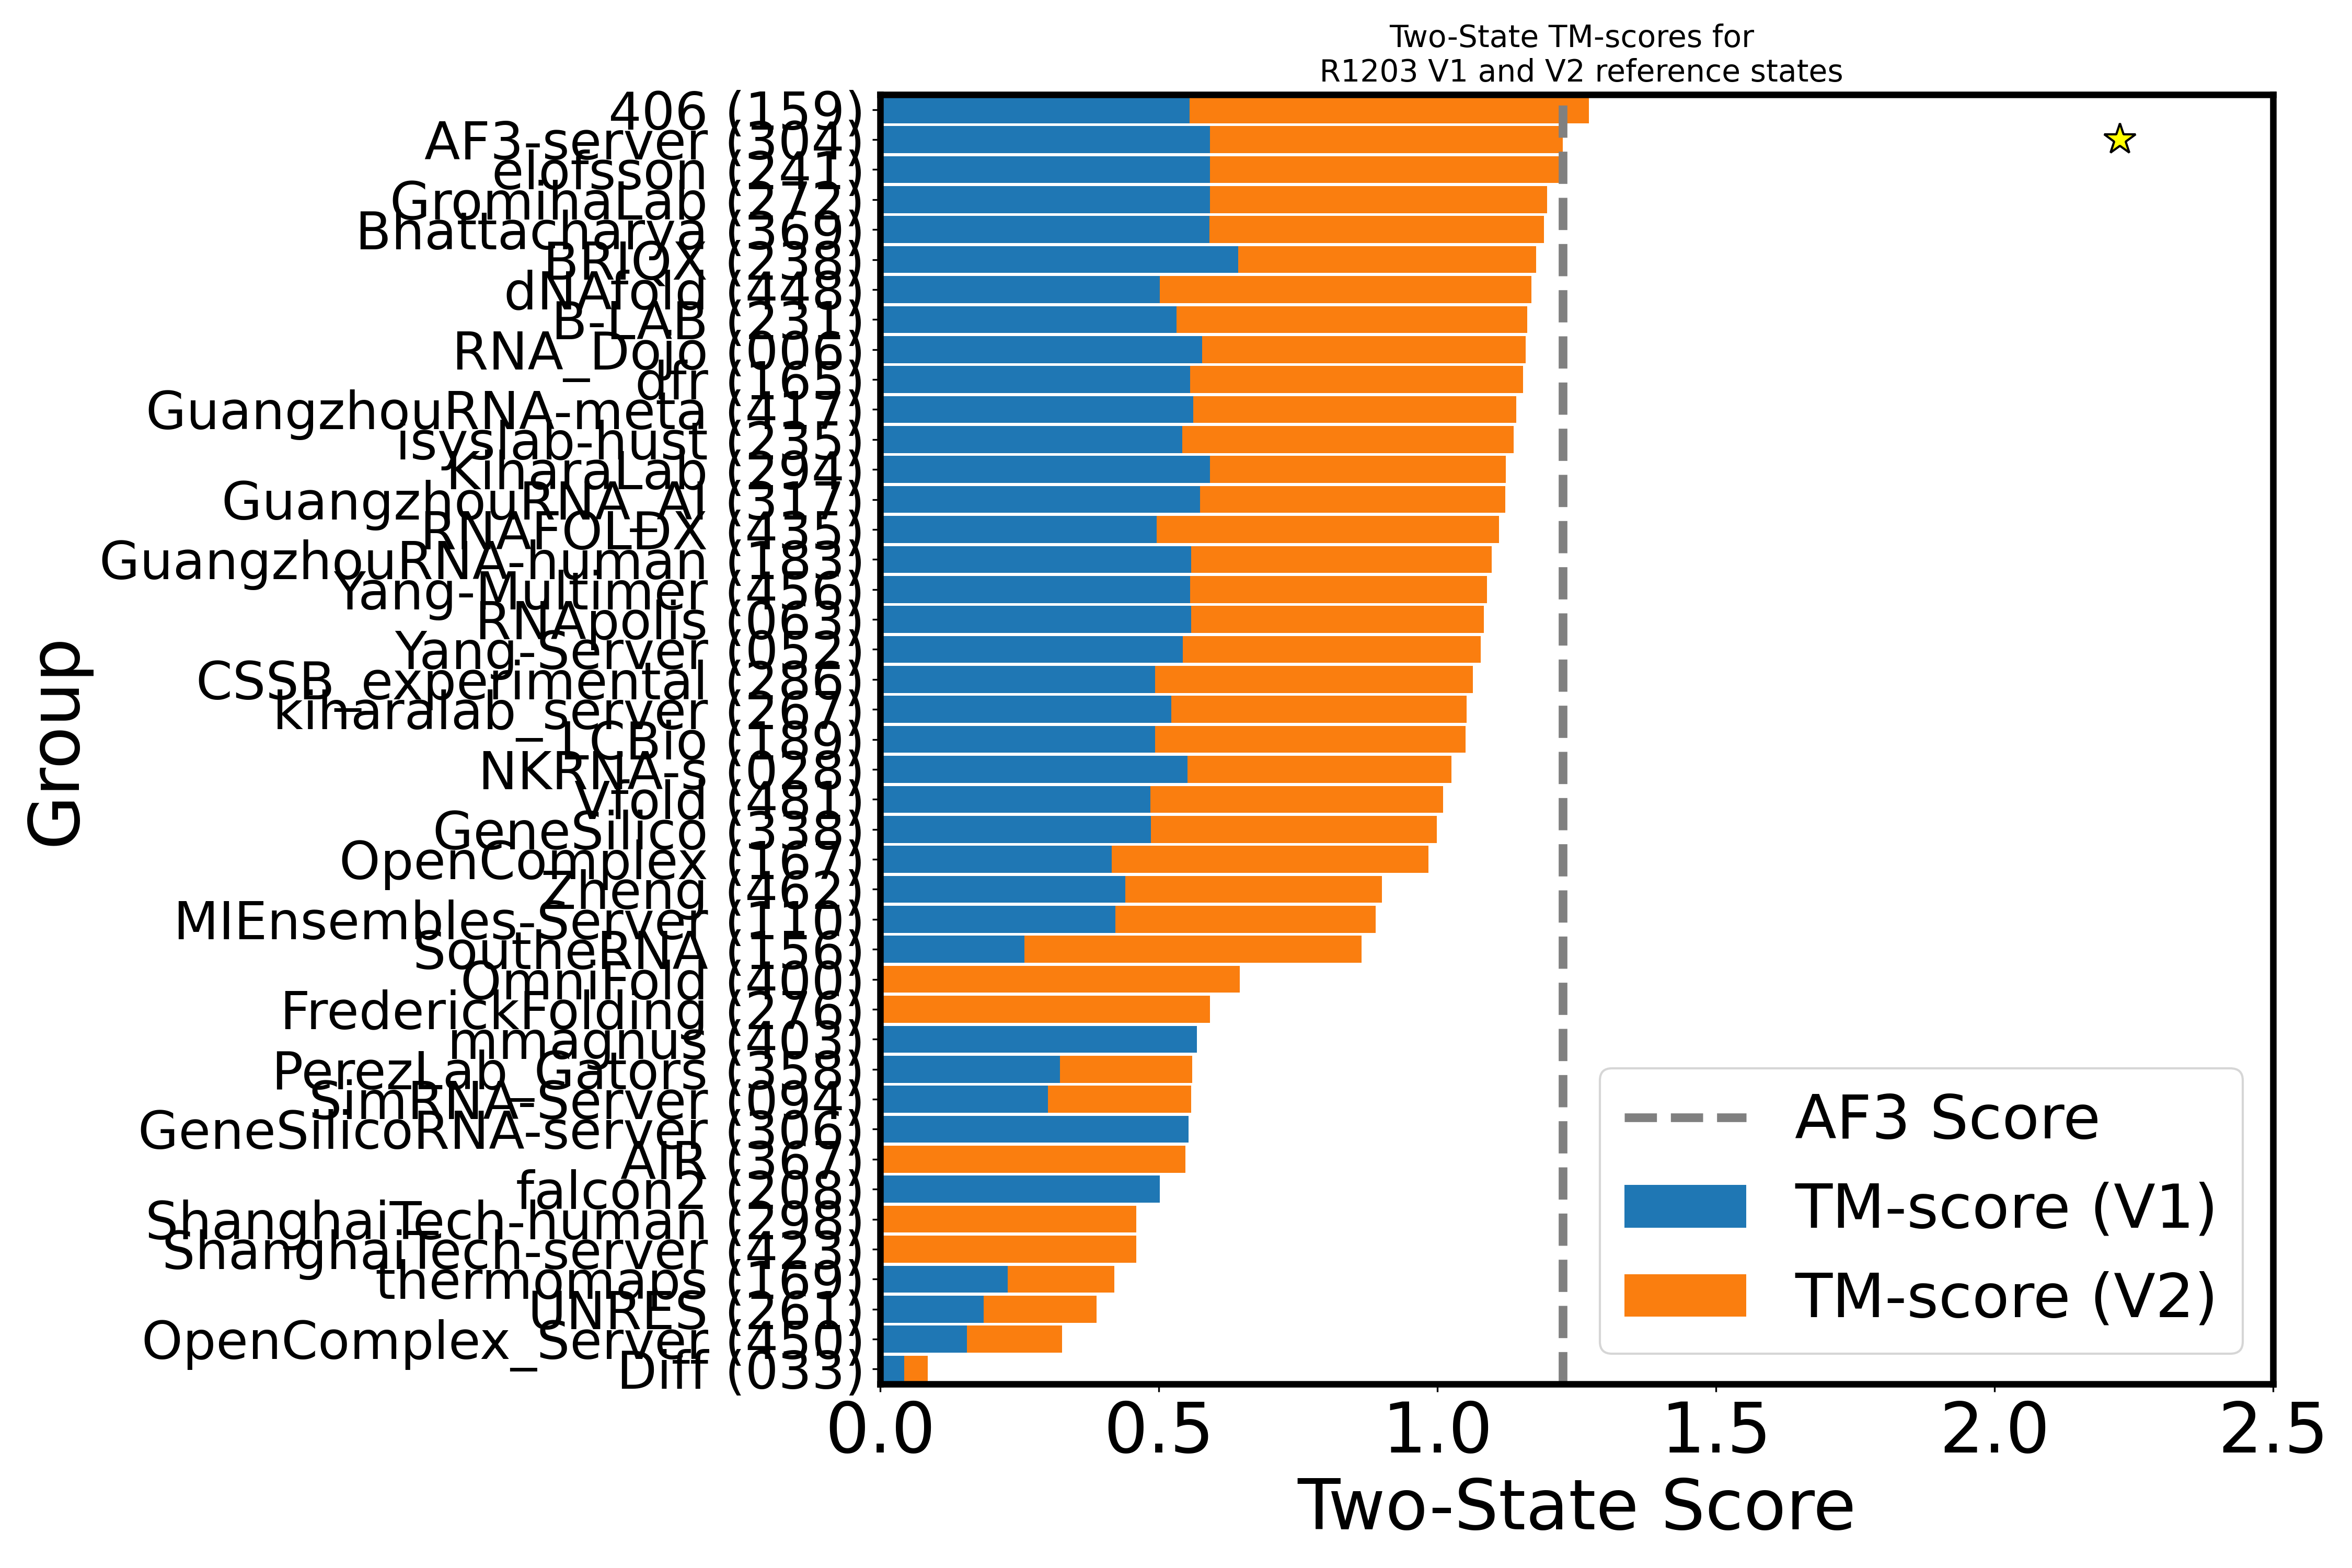 Two-State TM-scores for
R1203 V1 and V2 reference states
406 (159)
AF3-server (304)
elofsson (241)
GromihaLab (272)
Bhattacharya (369)
BRIQX (238)
dNAfold (448)
B-LAB (231)
RNA_Dojo (006)
dfr (165)
GuangzhouRNA-meta (417)
isyslab-hust (235)
KiharaLab (294)
GuangzhouRNA_AI (317)
RNAFOLDX (435)
GuangzhouRNA-human (183)
Yang-Multimer (456)
RNApolis (063)
Yang-Server (052)
CSSB_experimental (286)
kiharalab_server (267)
LCBio (189)
NKRNA-s (028)
Vfold (481)
GeneSilico (338)
OpenComplex (167)
Zheng (462)
MIEnsembles-Server (110)
SoutheRNA (156)
OmniFold (400)
FrederickFolding (276)
mmagnus (403)
PerezLab_Gators (358)
SimRNA-Server (094)
GeneSilicoRNA-server (306)
AIR (367)
falcon2 (208)
ShanghaiTech-human (298)
ShanghaiTech-server (423)
thermomaps (169)
UNRES (261)
OpenComplex_Server (450)
Diff (033)
Group
AF3 Score
TM-score (V1)
TM-score (V2)
0.0 0.5 1.0 1.5 2.0 2.5
Two-State Score